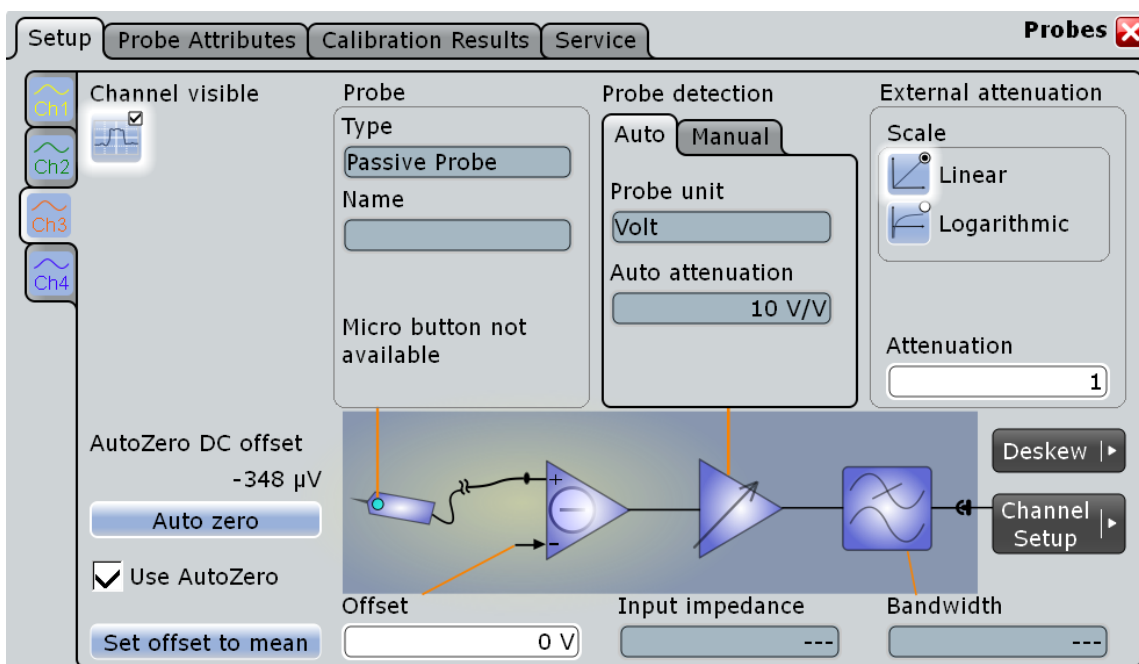 Setup
Probe Attributes
Calibration Results
Service
Probes
Ch1
Ch2
Ch3
Ch4
Channel visible
Probe
Type
Passive Probe
Name
Micro button not
available
Probe detection
Auto
Manual
Probe unit
Volt
Auto attenuation
10 V/V
External attenuation
Scale
Linear
Logarithmic
Attenuation
1
AutoZero DC offset
-348 µV
Auto zero
Use AutoZero
Set offset to mean
+
-
Deskew
Channel
Setup
Offset
0 V
Input impedance
---
Bandwidth
---